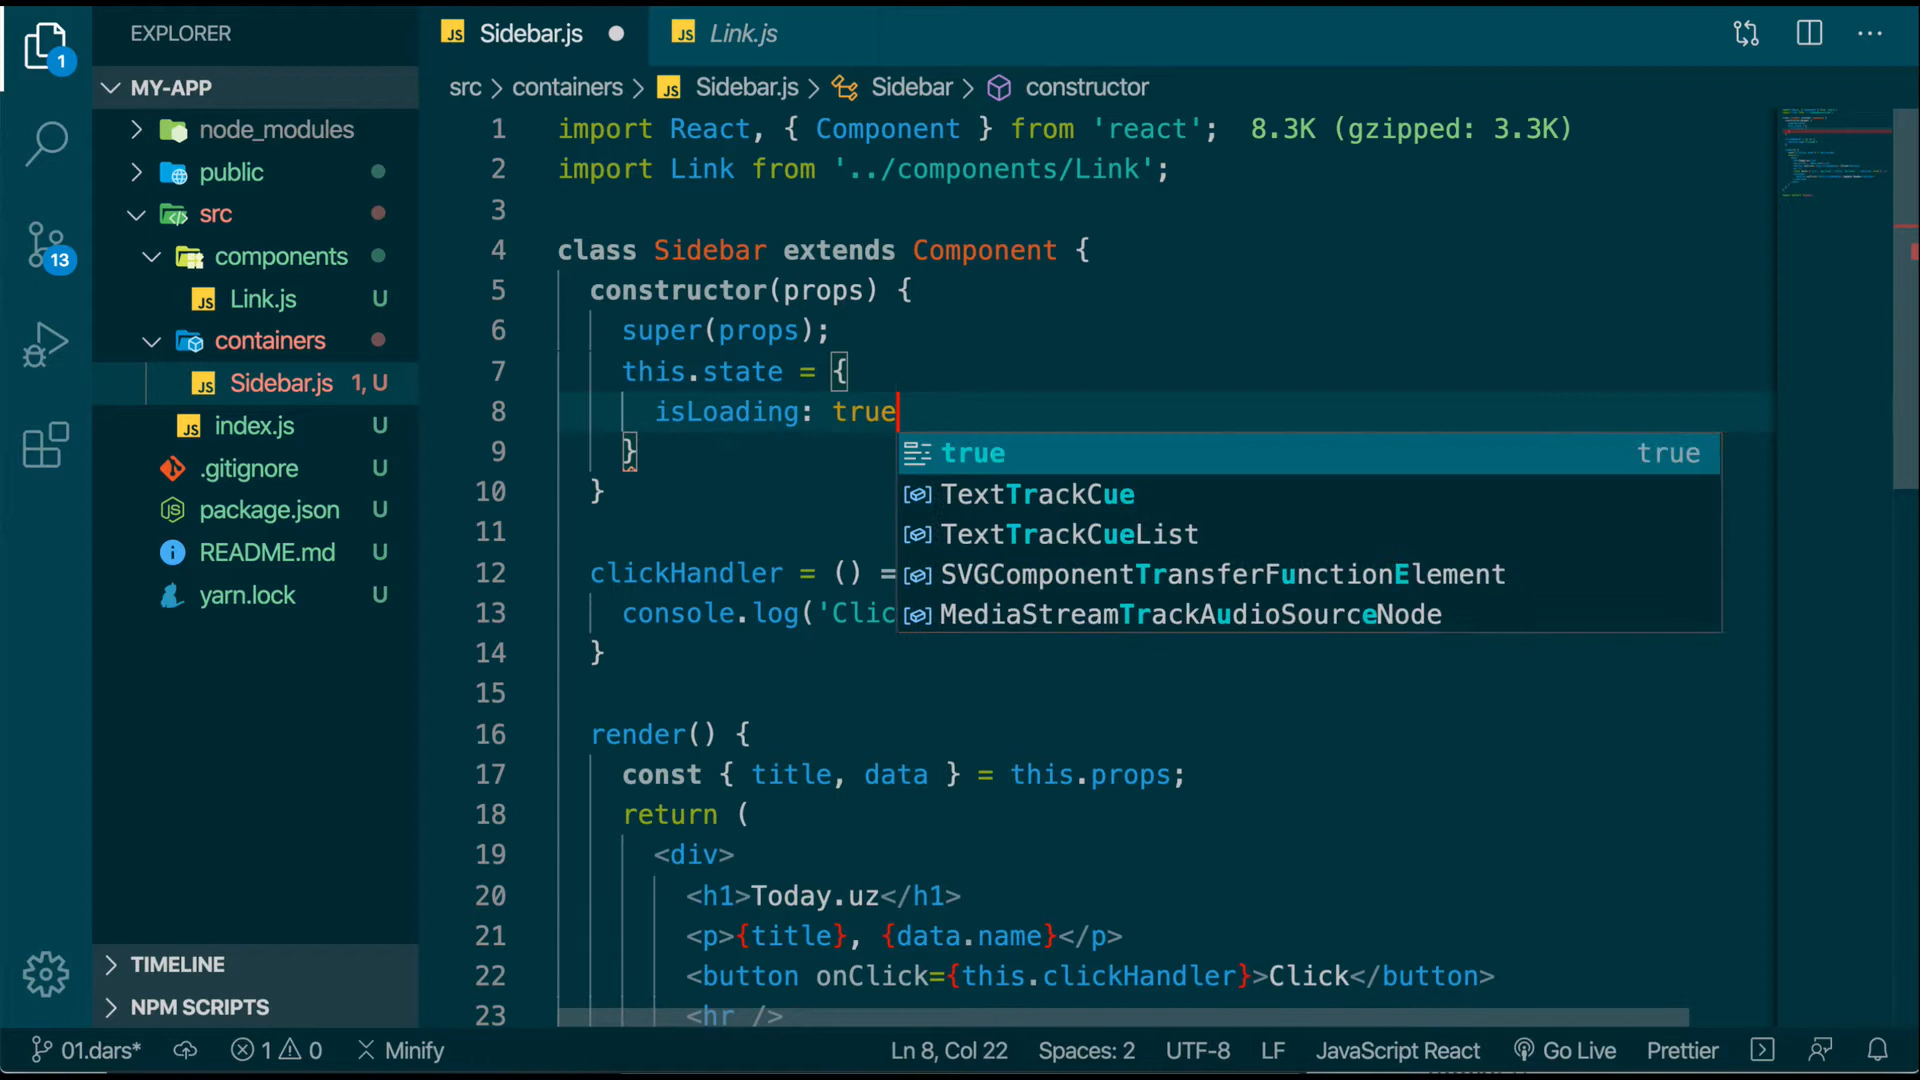 EXPLORER
MY-APP
node_modules
public
src
components
Link.js U
containers
Sidebar.js 1, U
index.js U
.gitignore U
package.json U
README.md U
yarn.lock U
TIMELINE
NPM SCRIPTS
1
13
Sidebar.js
Link.js
src > containers > Sidebar.js > Sidebar > constructor
1 import React, { Component } from 'react'; 8.3K (gzipped: 3.3K)
2 import Link from '../components/Link';
3
4 class Sidebar extends Component {
5 constructor(props) {
6 super(props);
7 this.state = {
8 isLoading: true
9 }
10 }
11
12 clickHandler = () =
13 console.log('Clic
14 }
15
16 render() {
17 const { title, data } = this.props;
18 return (
19 <div>
20 <h1>Today.uz</h1>
21 <p>{title}, {data.name}</p>
22 <button onClick={this.clickHandler}>Click</button>
23 <hr />
true true
TextTrackCue
TextTrackCueList
SVGComponentTransferFunctionElement
MediaStreamTrackAudioSourceNode
01.dars* 1 0 Minify Ln 8, Col 22 Spaces: 2 UTF-8 LF JavaScript React Go Live Prettier